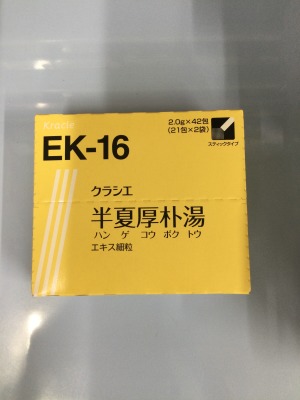 Kracie
2.0g×42包
(21包×2袋)
スティックタイプ
EK-16
クラシエ
半夏厚朴湯
ハンゲコウボクトウ
エキス細粒